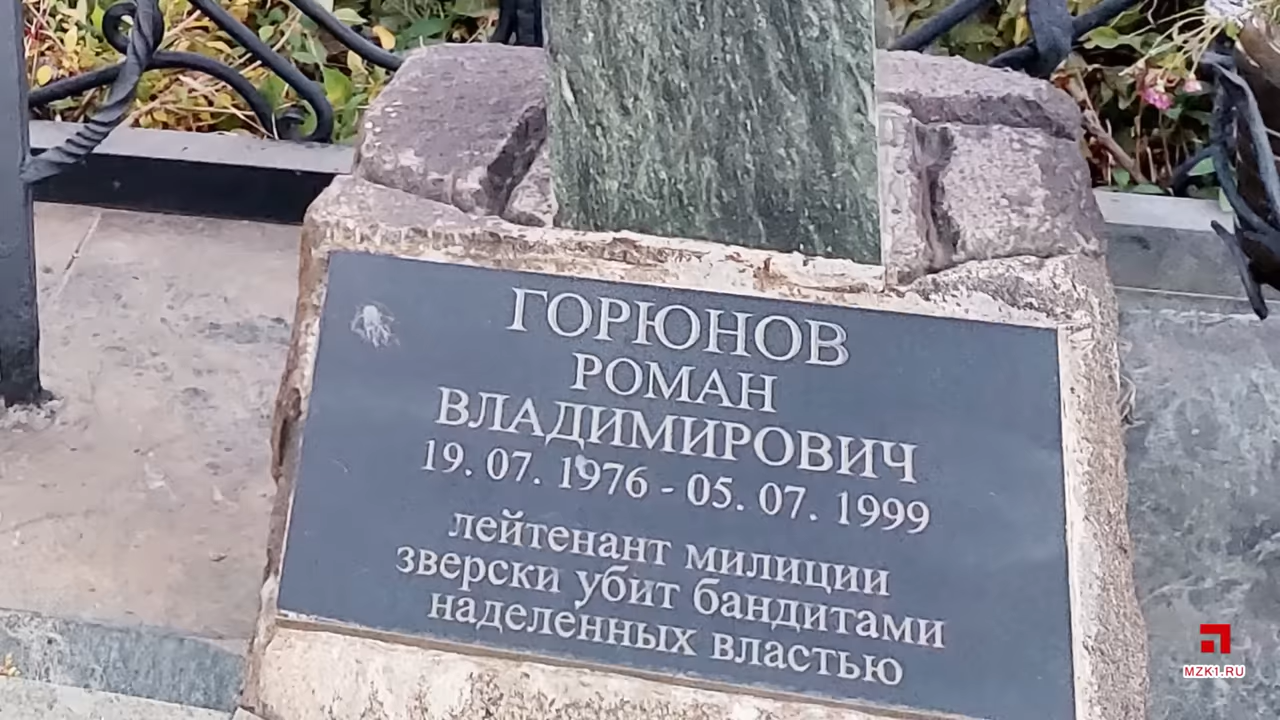 ГОРЮНОВ
РОМАН
ВЛАДИМИРОВИЧ
19. 07. 1976 - 05. 07. 1999
лейтенант милиции
зверски убит бандитами
наделенных властью
MZK1.RU